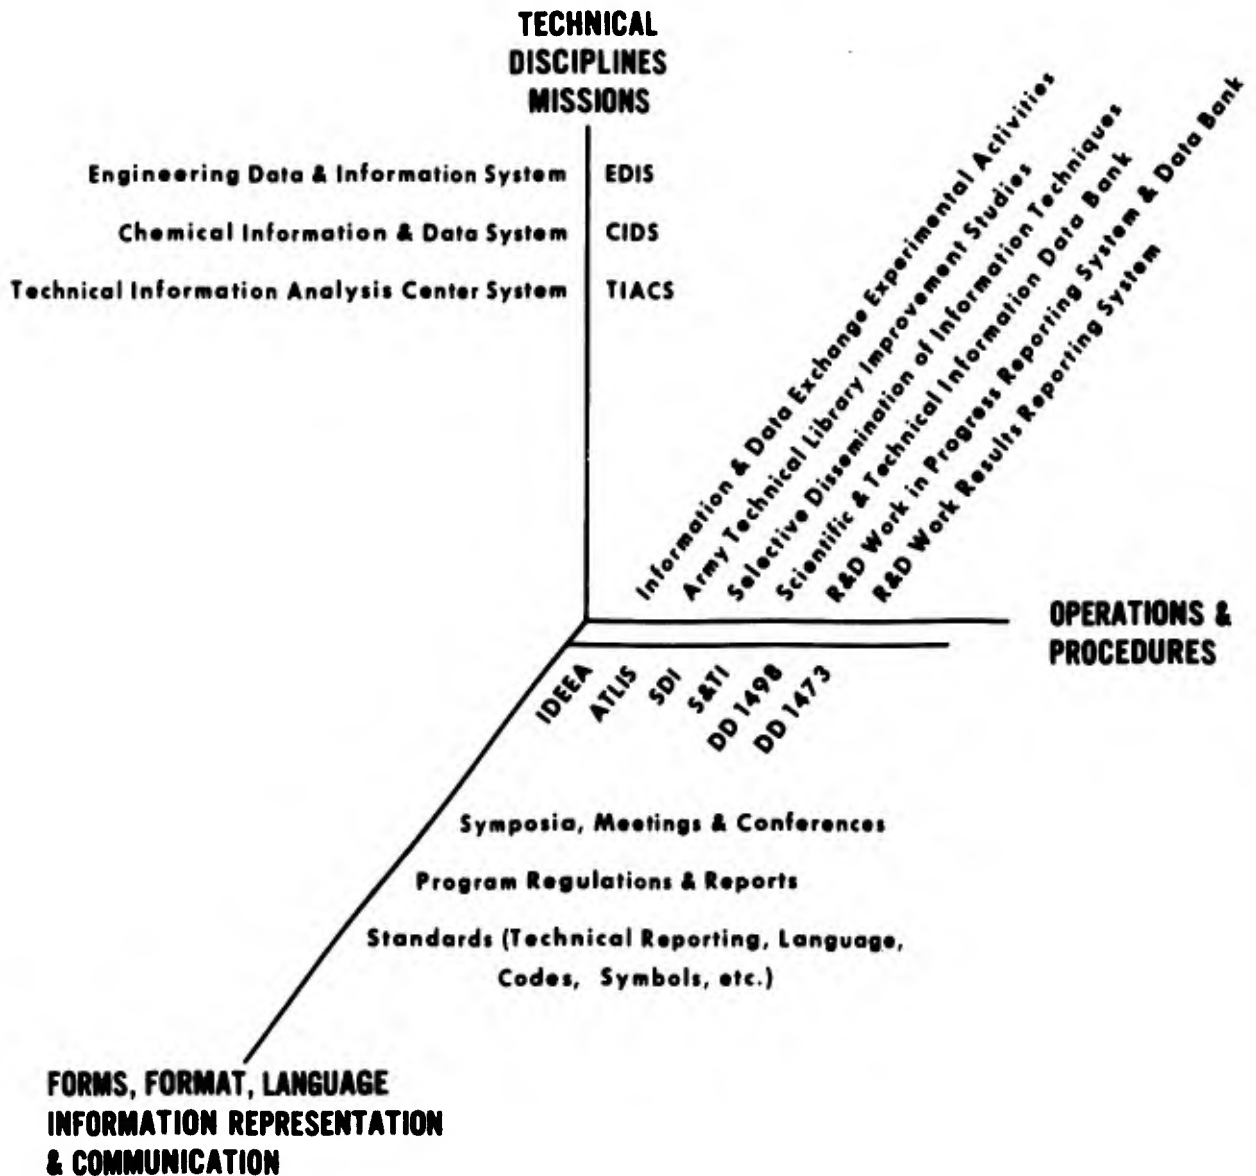 TECHNICAL
DISCIPLINES
MISSIONS
Engineering Data & Information System EDIS
Chemical Information & Data System CIDS
Technical Information Analysis Center System TIACS
Information & Data Exchange Experimental Activities
Army Technical Library Improvement Studies
Selective Dissemination of Information Techniques
Scientific & Technical Information Data Bank
R&D Work in Progress Reporting System & Data Bank
R&D Work Results Reporting System
OPERATIONS &
PROCEDURES
IDEEA
ATLIS
SDI
S&TI
DD 1498
DD 1473
Symposia, Meetings & Conferences
Program Regulations & Reports
Standards (Technical Reporting, Language,
Codes, Symbols, etc.)
FORMS, FORMAT, LANGUAGE
INFORMATION REPRESENTATION
& COMMUNICATION